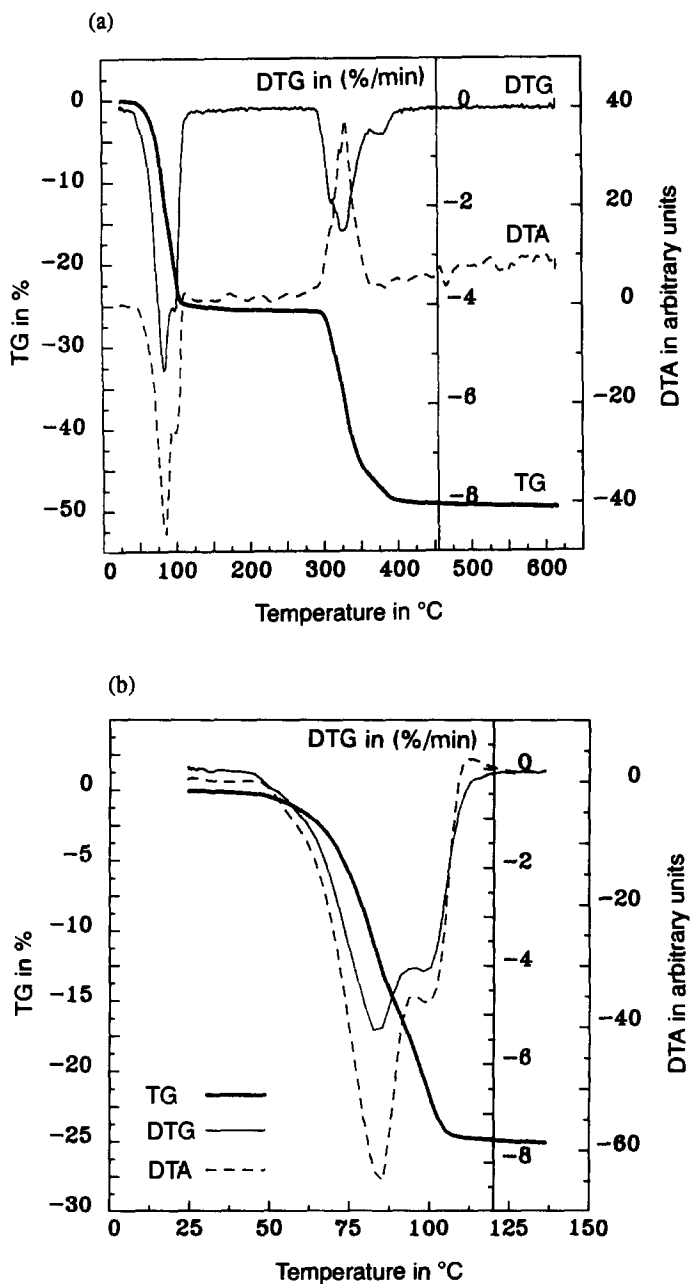 (a)
DTG in (%/min)
DTG
DTA
TG
0
−10
−20
−30
−40
−50
TG in %
0
−2
−4
−6
−8
40
20
0
−20
−40
DTA in arbitrary units
0 100 200 300 400 500 600
Temperature in °C
(b)
DTG in (%/min)
0
−5
−10
−15
−20
−25
−30
TG in %
0
−2
−4
−6
−8
0
−20
−40
−60
DTA in arbitrary units
TG
DTG
DTA
0 25 50 75 100 125 150
Temperature in °C